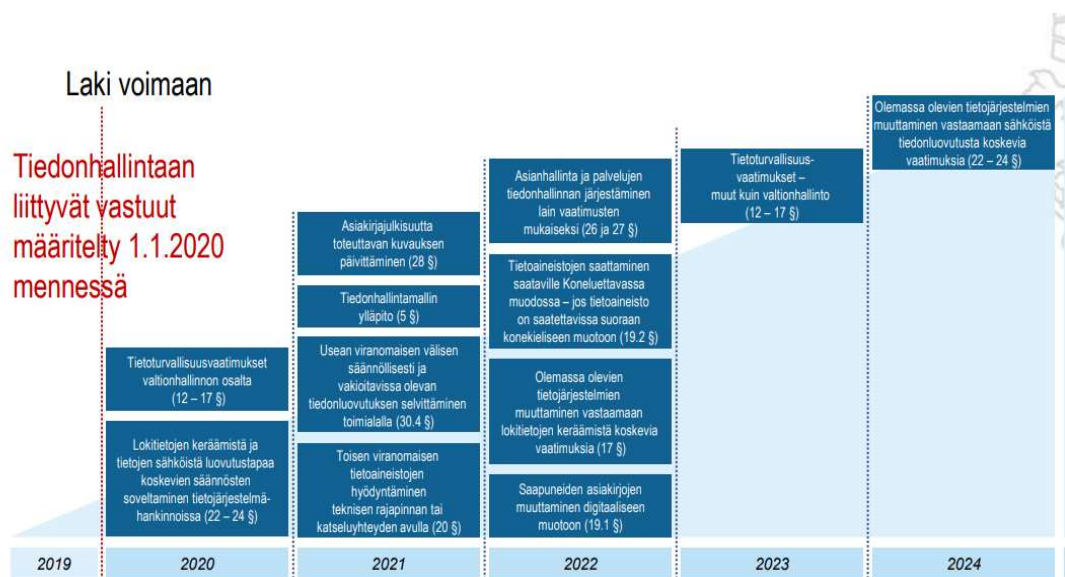 Laki voimaan
Tiedonhallintaan
liittyvät vastuut
määritelty 1.1.2020
mennessä
Tietoturvallisuusvaatimukset
valtionhallinnon osalta
(12 – 17 §)
Lokitietojen keräämistä ja
tietojen sähköistä luovutustapaa
koskevien säännösten
soveltaminen tietojärjestelmä-
hankinnoissa (22 – 24 §)
Asiakirjajulkisuutta
toteuttavan kuvauksen
päivittäminen (28 §)
Tiedonhallintamallin
ylläpito (5 §)
Usean viranomaisen välisen
säännöllisesti ja
vakioitavissa olevan
tiedonluovutuksen selvittäminen
toimialalla (30.4 §)
Toisen viranomaisen
tietoaineistojen
hyödyntäminen
teknisen rajapinnan tai
katseluyhteyden avulla (20 §)
Asianhallinta ja palvelujen
tiedonhallinnan järjestäminen
lain vaatimusten
mukaiseksi (26 ja 27 §)
Tietoaineistojen saattaminen
saataville Koneluettavassa
muodossa – jos tietoaineisto
on saatettavissa suoraan
konekieliseen muotoon (19.2 §)
Olemassa olevien
tietojärjestelmien
muuttaminen vastaamaan
lokitietojen keräämistä koskevia
vaatimuksia (17 §)
Saapuneiden asiakirjojen
muuttaminen digitaaliseen
muotoon (19.1 §)
Tietoturvallisuus-
vaatimukset –
muut kuin valtionhallinto
(12 – 17 §)
Olemassa olevien tietojärjestelmien
muuttaminen vastaamaan sähköistä
tiedonluovutusta koskevia
vaatimuksia (22 – 24 §)
2019
2020
2021
2022
2023
2024